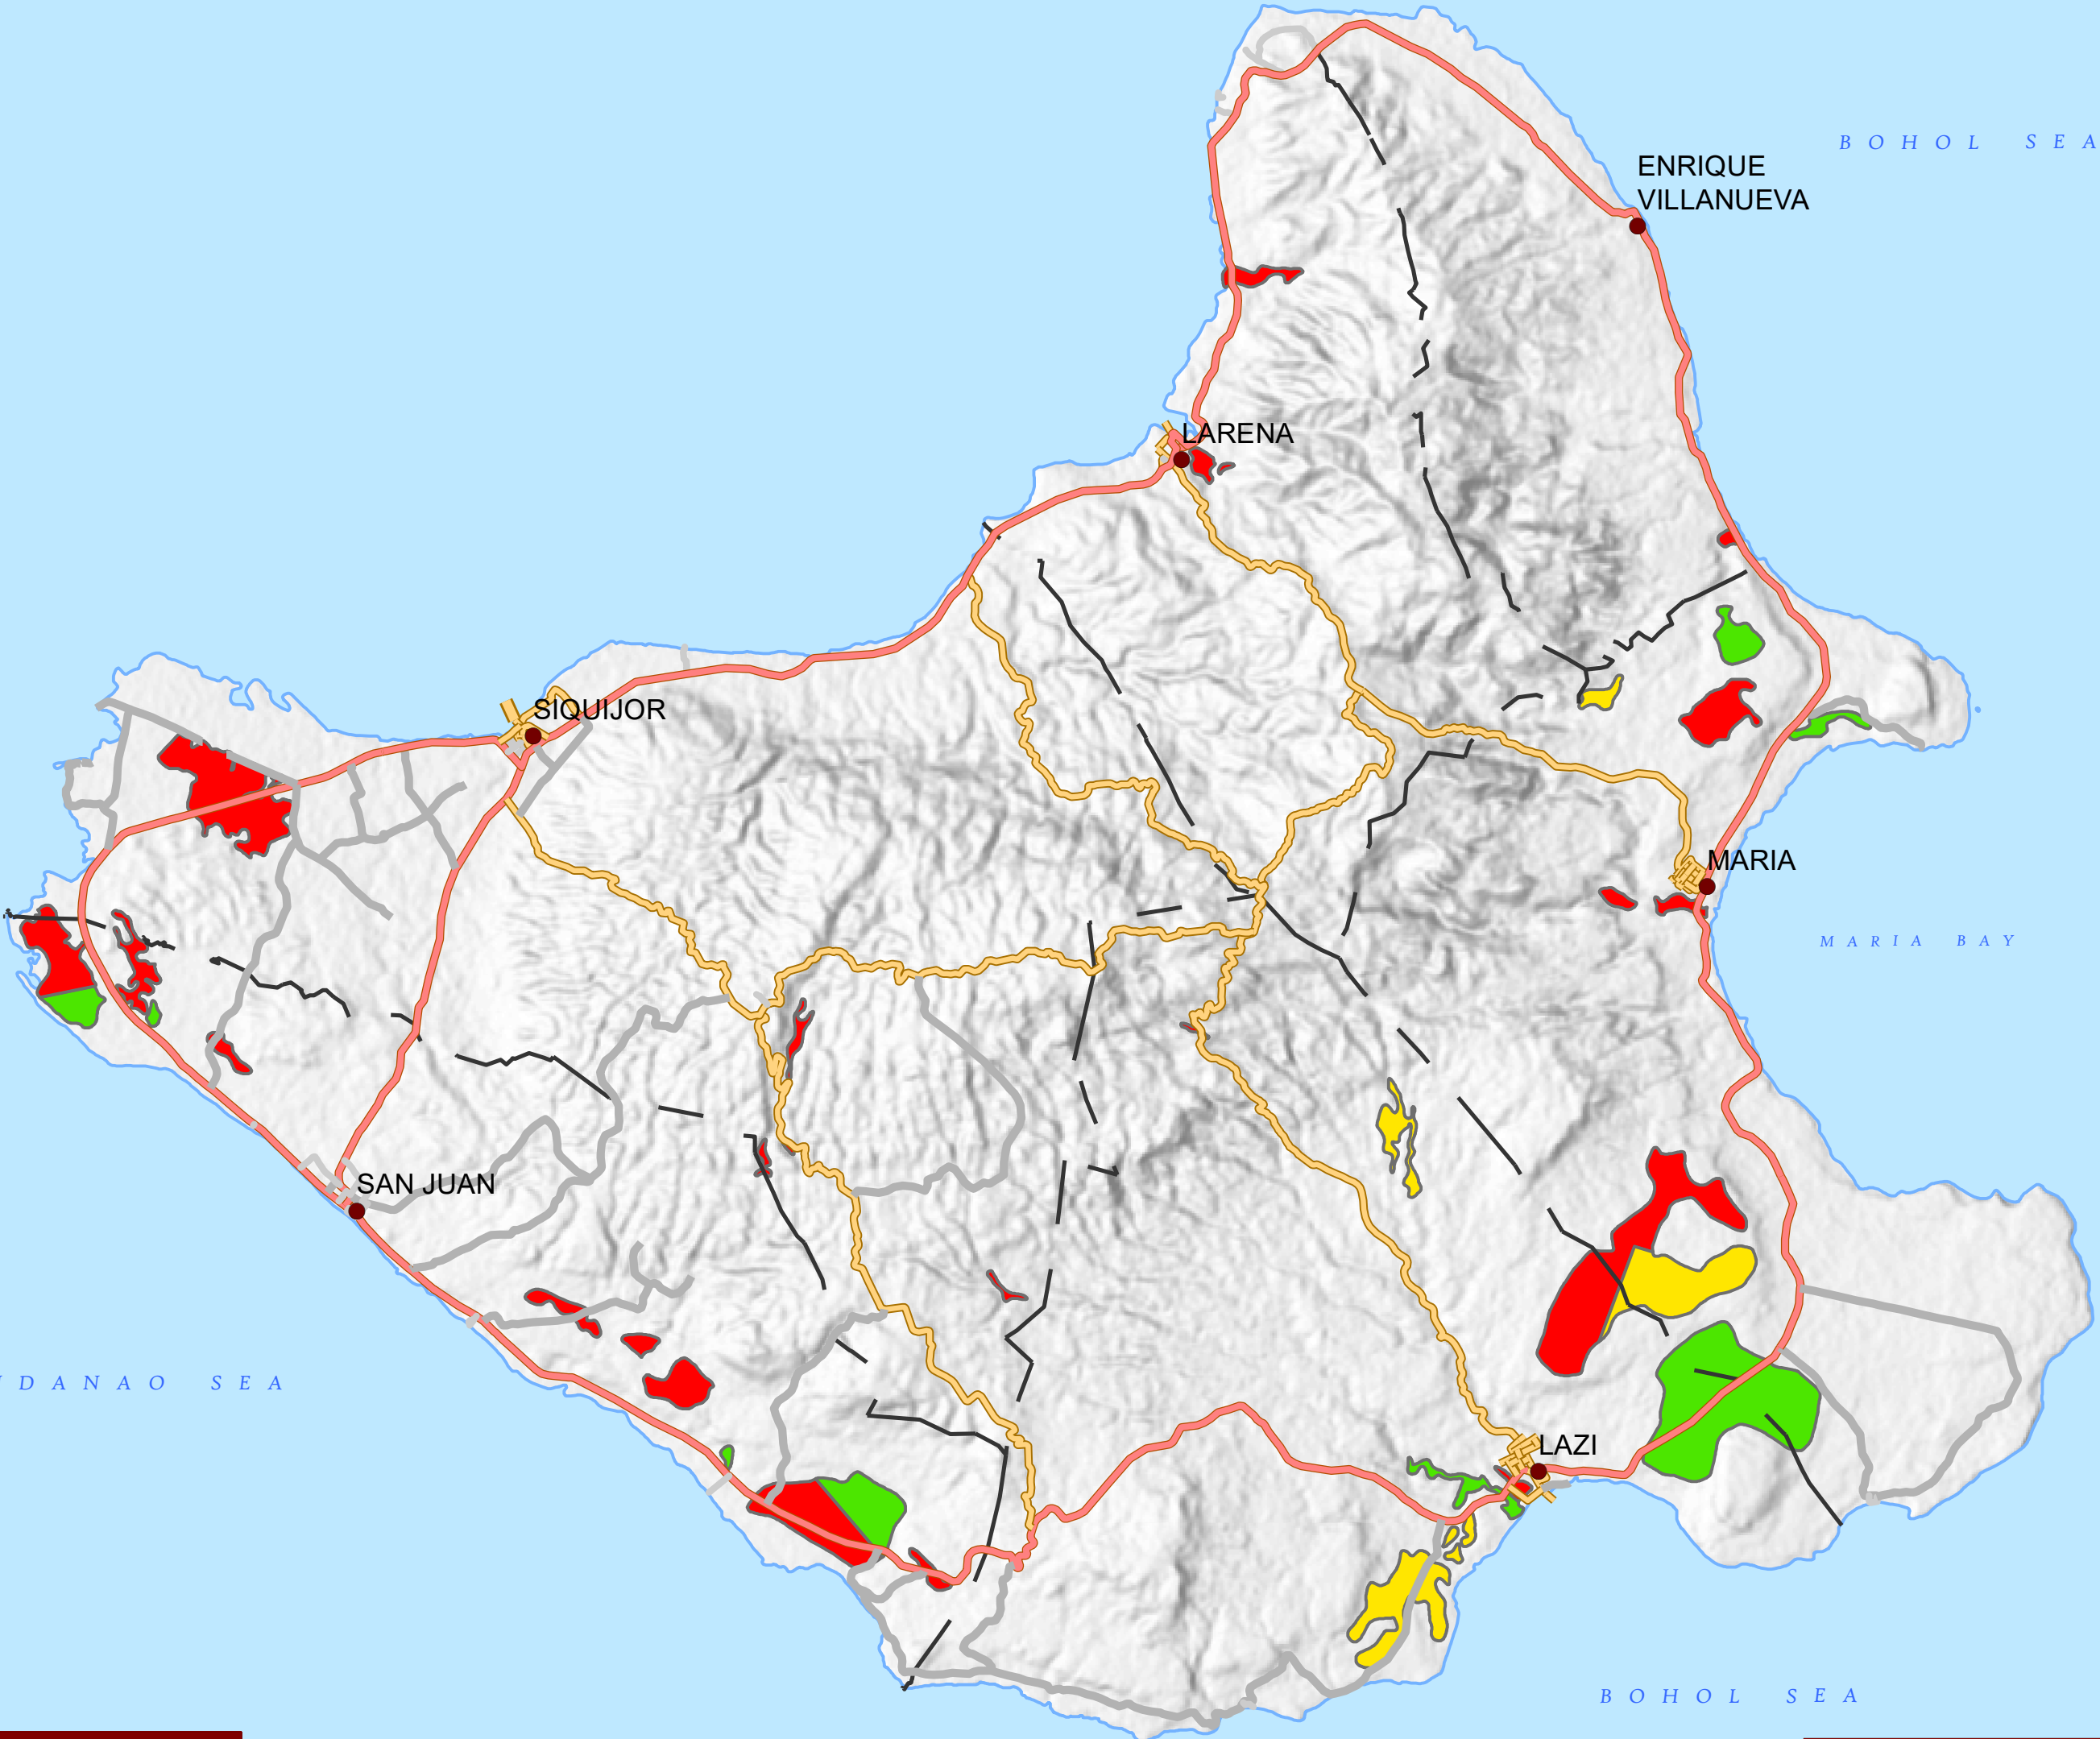 BOHOL SEA
ENRIQUE
VILLANUEVA
LARENA
SIQUIJOR
MARIA
MARIA BAY
SAN JUAN
DANAO SEA
LAZI
BOHOL SEA